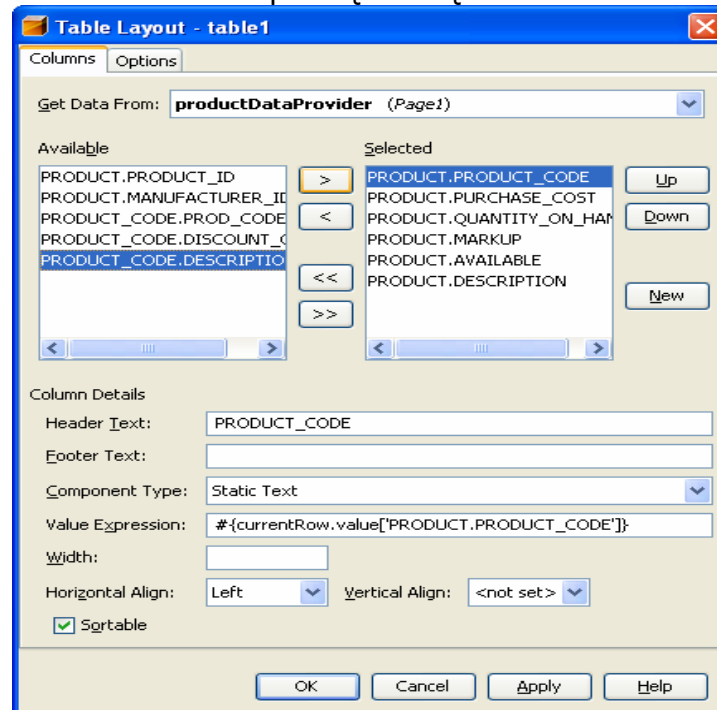 Table Layout - table1
Columns Options
Get Data From: productDataProvider (Page1)
Available
Selected
PRODUCT.PRODUCT_ID
PRODUCT.MANUFACTURER_ID
PRODUCT_CODE.PROD_CODE
PRODUCT_CODE.DISCOUNT_C
PRODUCT_CODE.DESCRIPTIO
>
<
<<
>>
PRODUCT.PRODUCT_CODE
PRODUCT.PURCHASE_COST
PRODUCT.QUANTITY_ON_HAN
PRODUCT.MARKUP
PRODUCT.AVAILABLE
PRODUCT.DESCRIPTION
Up
Down
New
Column Details
Header Text: PRODUCT_CODE
Footer Text:
Component Type: Static Text
Value Expression: #{currentRow.value['PRODUCT.PRODUCT_CODE']}
Width:
Horizontal Align: Left Vertical Align: <not set>
Sortable
OK Cancel Apply Help